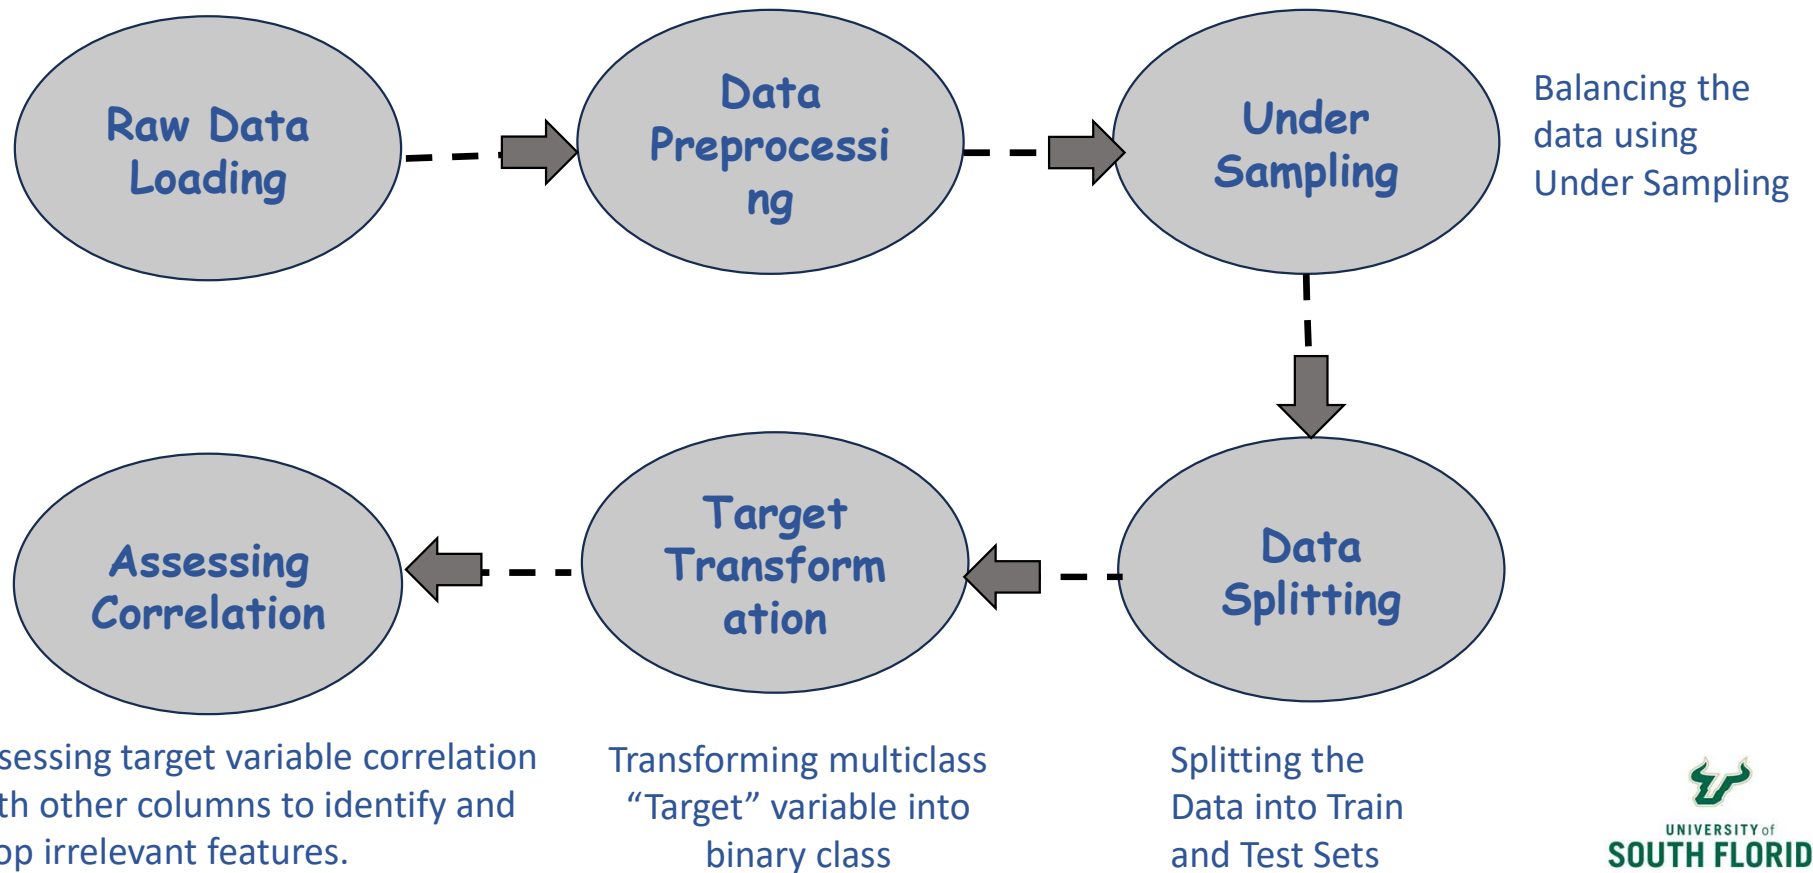 Raw Data
Loading
Data
Preprocessi
ng
Under
Sampling
Balancing the
data using
Under Sampling
Assessing
Correlation
Target
Transform
ation
Data
Splitting
sessing target variable correlation
th other columns to identify and
op irrelevant features.
Transforming multiclass
“Target” variable into
binary class
Splitting the
Data into Train
and Test Sets
UNIVERSITY of
SOUTH FLORID